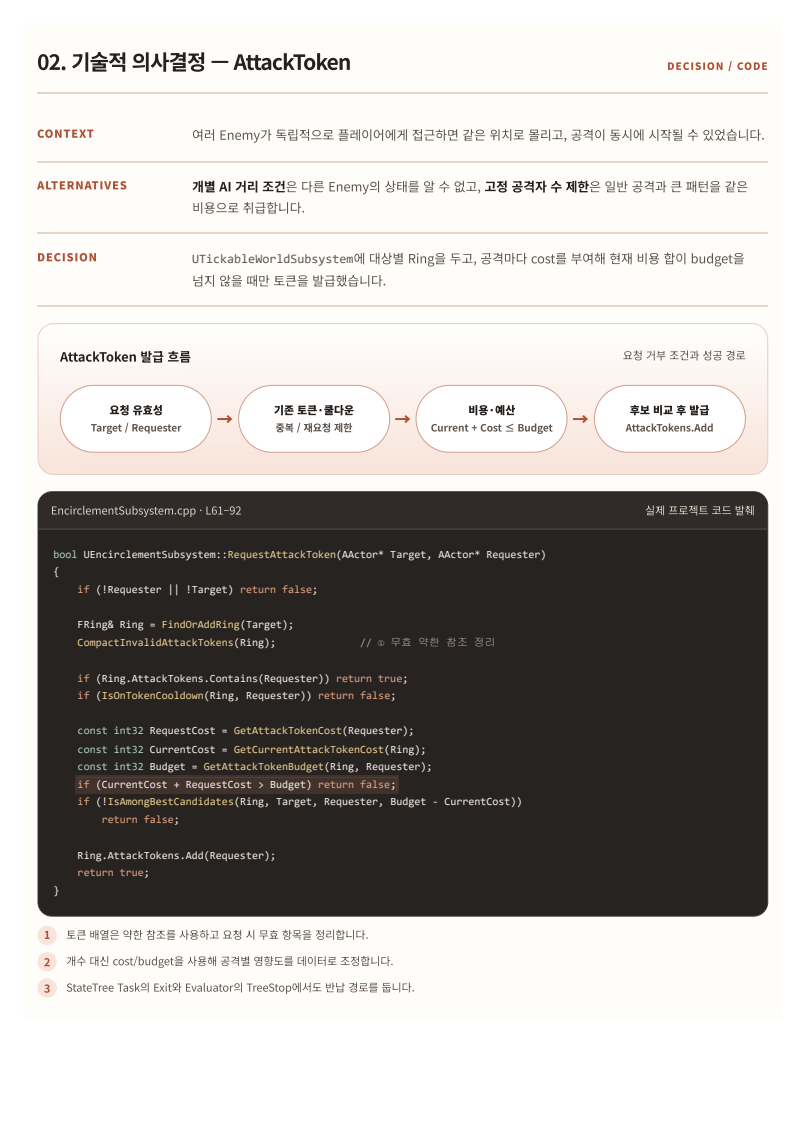 02. 기술적 의사결정 — AttackToken
DECISION / CODE
CONTEXT
여러 Enemy가 독립적으로 플레이어에게 접근하면 같은 위치로 몰리고, 공격이 동시에 시작될 수 있었습니다.
ALTERNATIVES
개별 AI 거리 조건은 다른 Enemy의 상태를 알 수 없고, 고정 공격자 수 제한은 일반 공격과 큰 패턴을 같은
비용으로 취급합니다.
DECISION
UTickableWorldSubsystem에 대상별 Ring을 두고, 공격마다 cost를 부여해 현재 비용 합이 budget을
넘지 않을 때만 토큰을 발급했습니다.
AttackToken 발급 흐름
요청 거부 조건과 성공 경로
요청 유효성
Target / Requester
→
기존 토큰·쿨다운
중복 / 재요청 제한
→
비용·예산
Current + Cost ≤ Budget
→
후보 비교 후 발급
AttackTokens.Add
EncirclementSubsystem.cpp · L61–92
실제 프로젝트 코드 발췌
bool UEncirclementSubsystem::RequestAttackToken(AActor* Target, AActor* Requester)
{
    if (!Requester || !Target) return false;

    FRing& Ring = FindOrAddRing(Target);
    CompactInvalidAttackTokens(Ring);              // ① 무효 약한 참조 정리

    if (Ring.AttackTokens.Contains(Requester)) return true;
    if (IsOnTokenCooldown(Ring, Requester)) return false;

    const int32 RequestCost = GetAttackTokenCost(Requester);
    const int32 CurrentCost = GetCurrentAttackTokenCost(Ring);
    const int32 Budget = GetAttackTokenBudget(Ring, Requester);
    if (CurrentCost + RequestCost > Budget) return false;
    if (!IsAmongBestCandidates(Ring, Target, Requester, Budget - CurrentCost))
        return false;

    Ring.AttackTokens.Add(Requester);
    return true;
}
1 토큰 배열은 약한 참조를 사용하고 요청 시 무효 항목을 정리합니다.
2 개수 대신 cost/budget을 사용해 공격별 영향도를 데이터로 조정합니다.
3 StateTree Task의 Exit와 Evaluator의 TreeStop에서도 반납 경로를 둡니다.